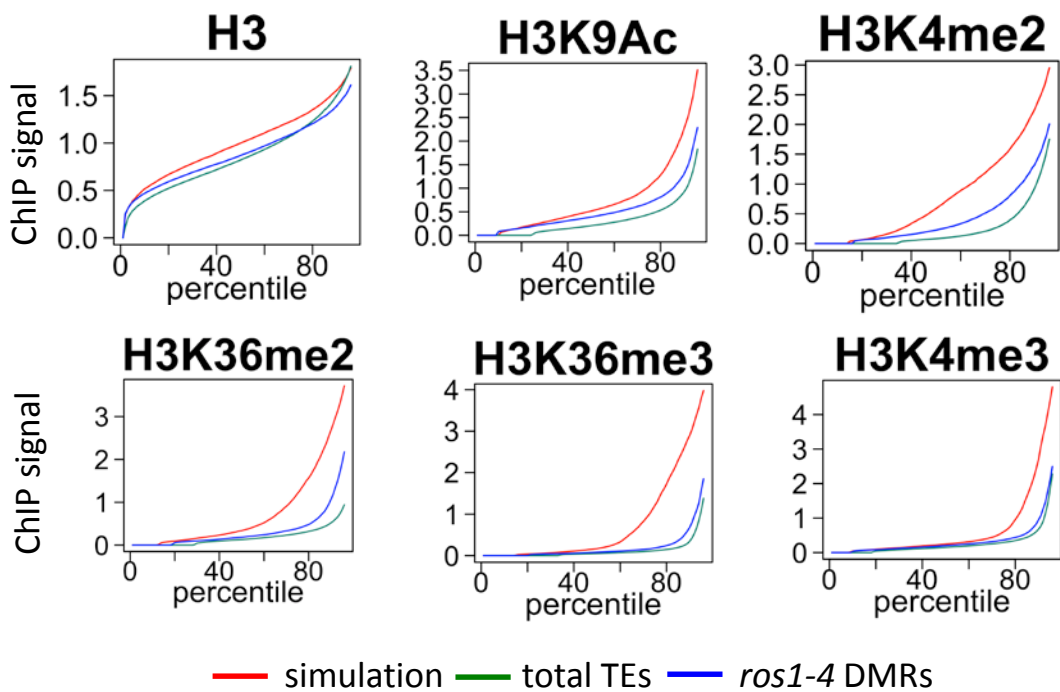 H3 H3K9Ac H3K4me2
ChIP signal
1.5
1.0
0.5
0.0
0 40 80
percentile
3.5
3.0
2.5
2.0
1.5
1.0
0.5
0.0
0 40 80
percentile
3.0
2.5
2.0
1.5
1.0
0.5
0.0
0 40 80
percentile
H3K36me2 H3K36me3 H3K4me3
ChIP signal
3
2
1
0
0 40 80
percentile
4
3
2
1
0
0 40 80
percentile
4
3
2
1
0
0 40 80
percentile
simulation total TEs ros1-4 DMRs